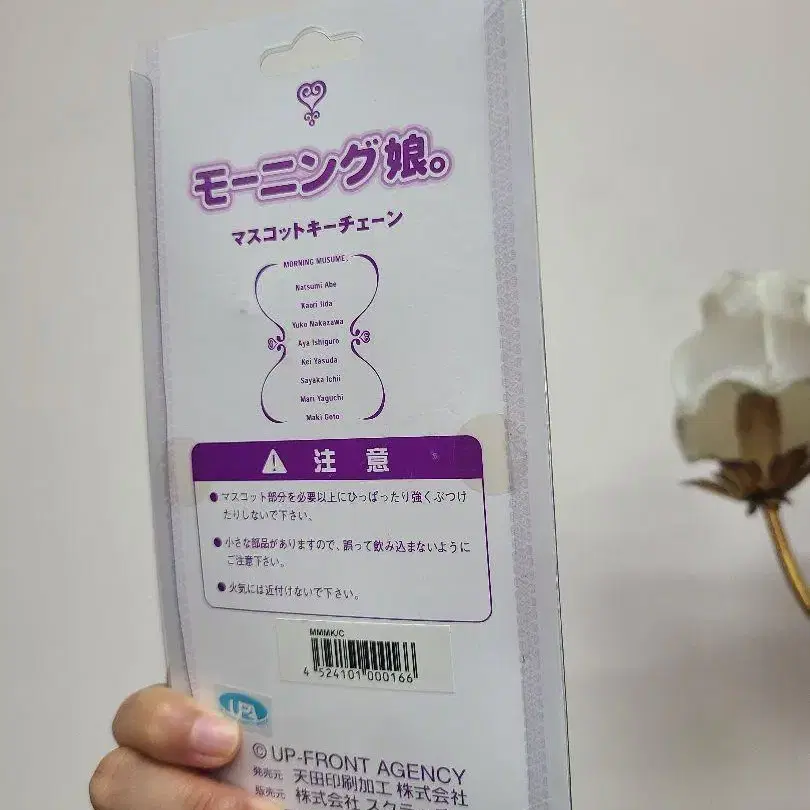 モーニング娘。
マスコットキーチェーン
MORNING MUSUME.
Natsumi Abe
Kaori Iida
Yuko Nakazawa
Aya Ishiguro
Kei Yasuda
Sayaka Ichii
Mari Yaguchi
Maki Goto
注意
●マスコット部分を必要以上にひっぱったり強くぶつけ
たりしないで下さい。
●小さな部品がありますので、誤って飲み込まないように
ご注意下さい。
●火気には近付けないで下さい。
MMMK/C
4 524101 000166
UFA
© UP-FRONT AGENCY
発売元 天田印刷加工 株式会社
販売元 株式会社 スクラ